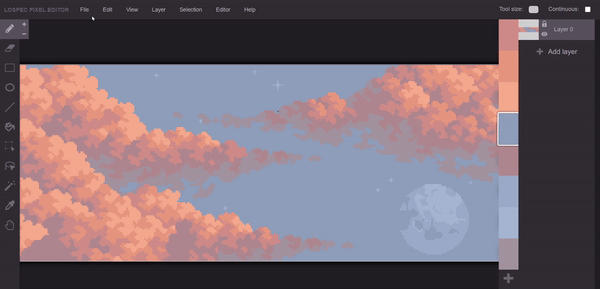 LOSPEC PIXEL EDITOR File Edit View Layer Selection Editor Help Tool size: Continuous:
Layer 0
Add layer